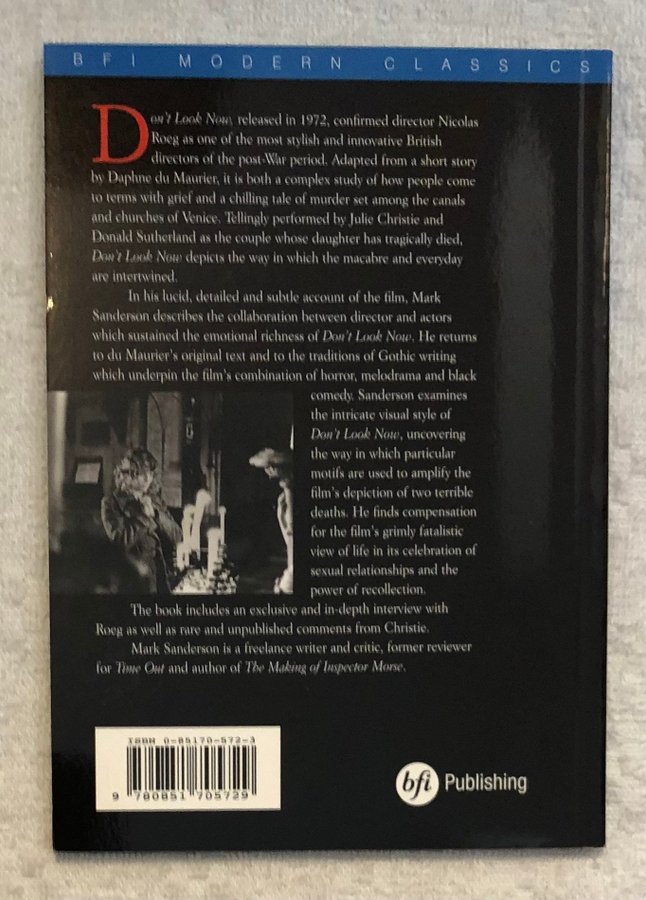 BFI MODERN CLASSICS
Don't Look Now, released in 1972, confirmed director Nicolas
Roeg as one of the most stylish and innovative British
directors of the post-War period. Adapted from a short story
by Daphne du Maurier, it is both a complex study of how people come
to terms with grief and a chilling tale of murder set among the canals
and churches of Venice. Tellingly performed by Julie Christie and
Donald Sutherland as the couple whose daughter has tragically died,
Don't Look Now depicts the way in which the macabre and everyday
are intertwined.
In his lucid, detailed and subtle account of the film, Mark
Sanderson describes the collaboration between director and actors
which sustained the emotional richness of Don't Look Now. He returns
to du Maurier's original text and to the traditions of Gothic writing
which underpin the film's combination of horror, melodrama and black
comedy. Sanderson examines
the intricate visual style of
Don't Look Now, uncovering
the way in which particular
motifs are used to amplify the
film's depiction of two terrible
deaths. He finds compensation
for the film's grimly fatalistic
view of life in its celebration of
sexual relationships and the
power of recollection.
The book includes an exclusive and in-depth interview with
Roeg as well as rare and unpublished comments from Christie.
Mark Sanderson is a freelance writer and critic, former reviewer
for Time Out and author of The Making of Inspector Morse.
ISBN 0-85170-572-3
9 780851 705729
bfi Publishing